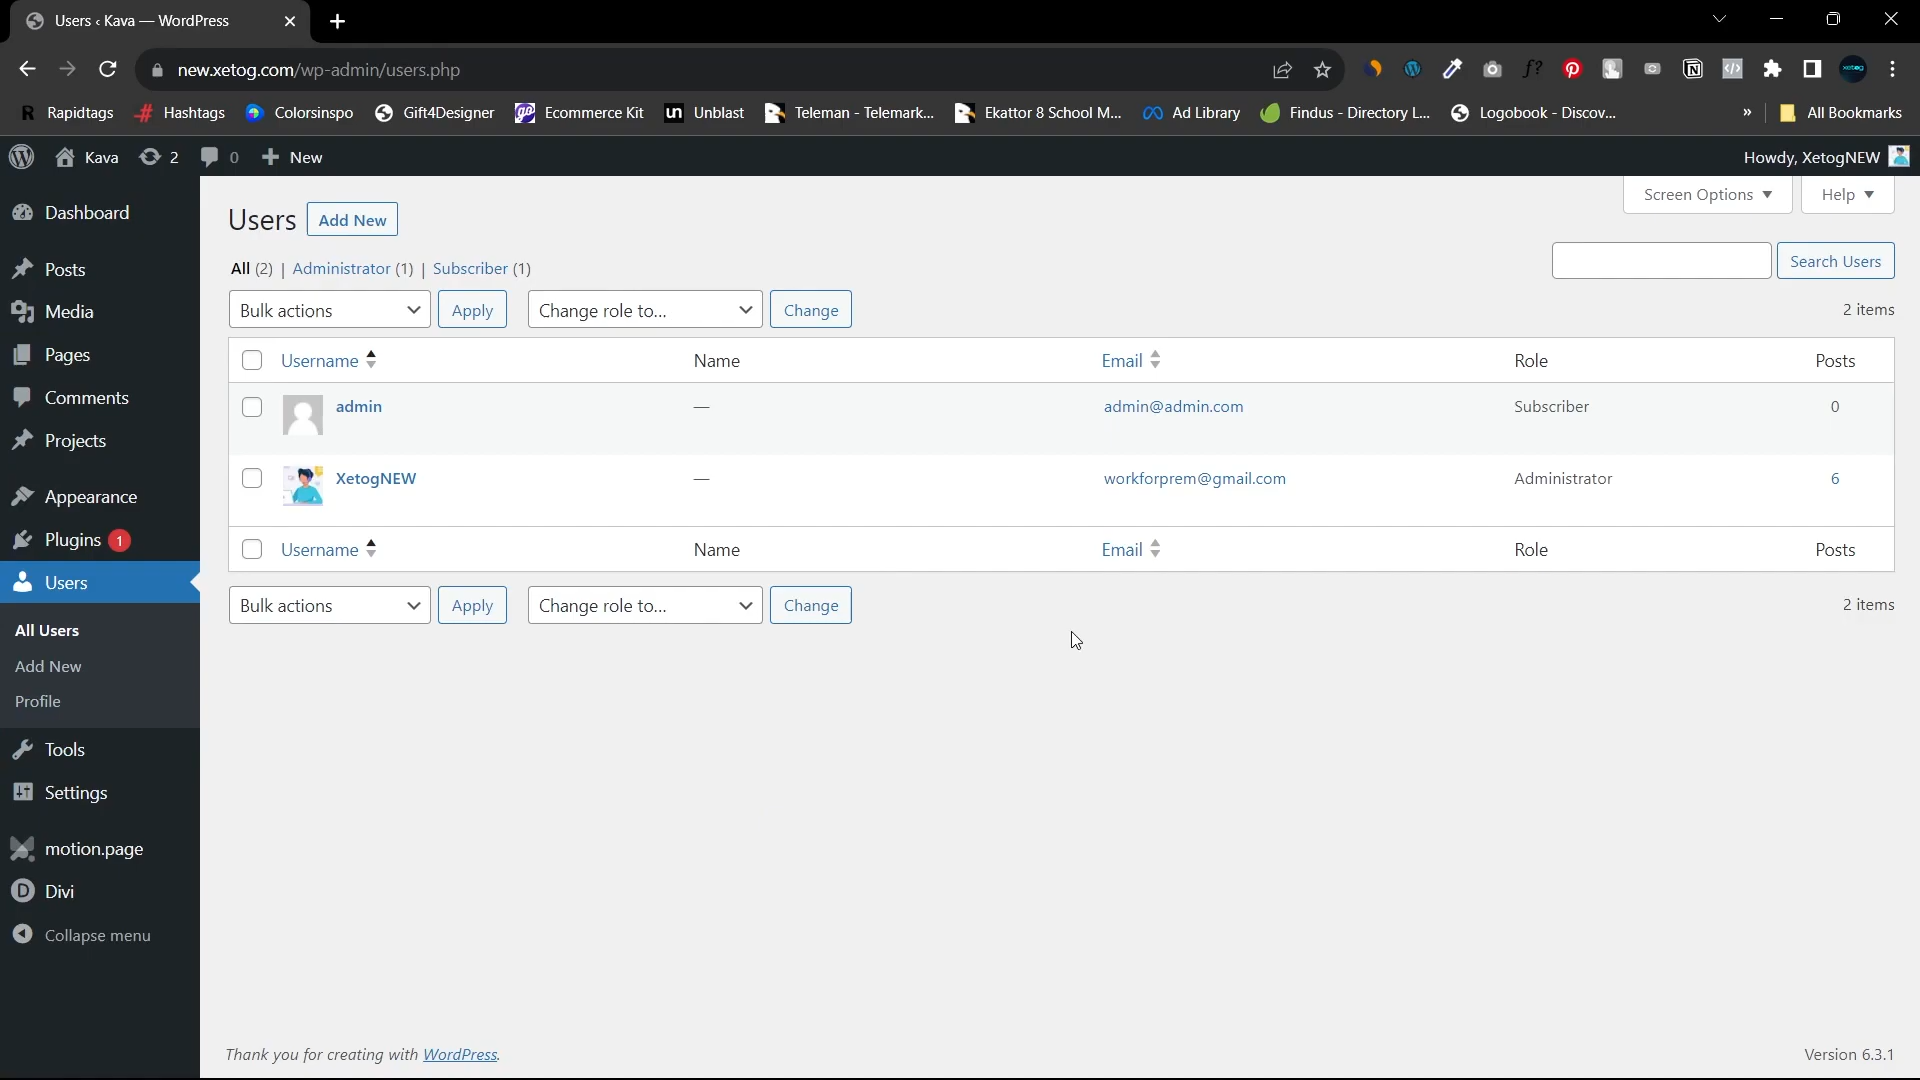 Users ‹ Kava — WordPress
new.xetog.com/wp-admin/users.php
Rapidtags Hashtags Colorsinspo Gift4Designer Ecommerce Kit Unblast Teleman - Telemark... Ekattor 8 School M... Ad Library Findus - Directory L... Logobook - Discov... » All Bookmarks
Kava 2 0 New Howdy, XetogNEW
Screen Options Help
Dashboard
Posts
Media
Pages
Comments
Projects
Appearance
Plugins 1
Users
All Users
Add New
Profile
Tools
Settings
motion.page
Divi
Collapse menu
Users Add New
All (2) | Administrator (1) | Subscriber (1)
Search Users
Bulk actions Apply Change role to... Change 2 items
Username Name Email Role Posts
admin — admin@admin.com Subscriber 0
XetogNEW — workforprem@gmail.com Administrator 6
Username Name Email Role Posts
Bulk actions Apply Change role to... Change 2 items
Thank you for creating with WordPress. Version 6.3.1